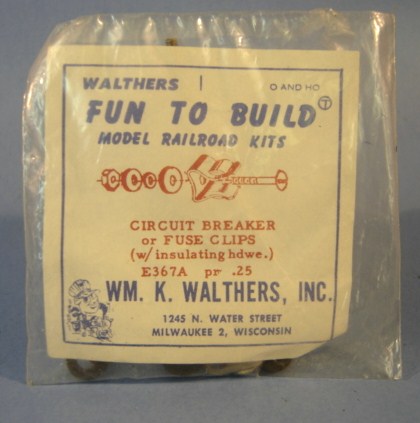 WALTHERS
O AND HO
FUN TO BUILD Ⓣ
MODEL RAILROAD KITS
CIRCUIT BREAKER
or FUSE CLIPS
(w/ insulating hdwe.)
E367A pr .25
WM. K. WALTHERS, INC.
1245 N. WATER STREET
MILWAUKEE 2, WISCONSIN